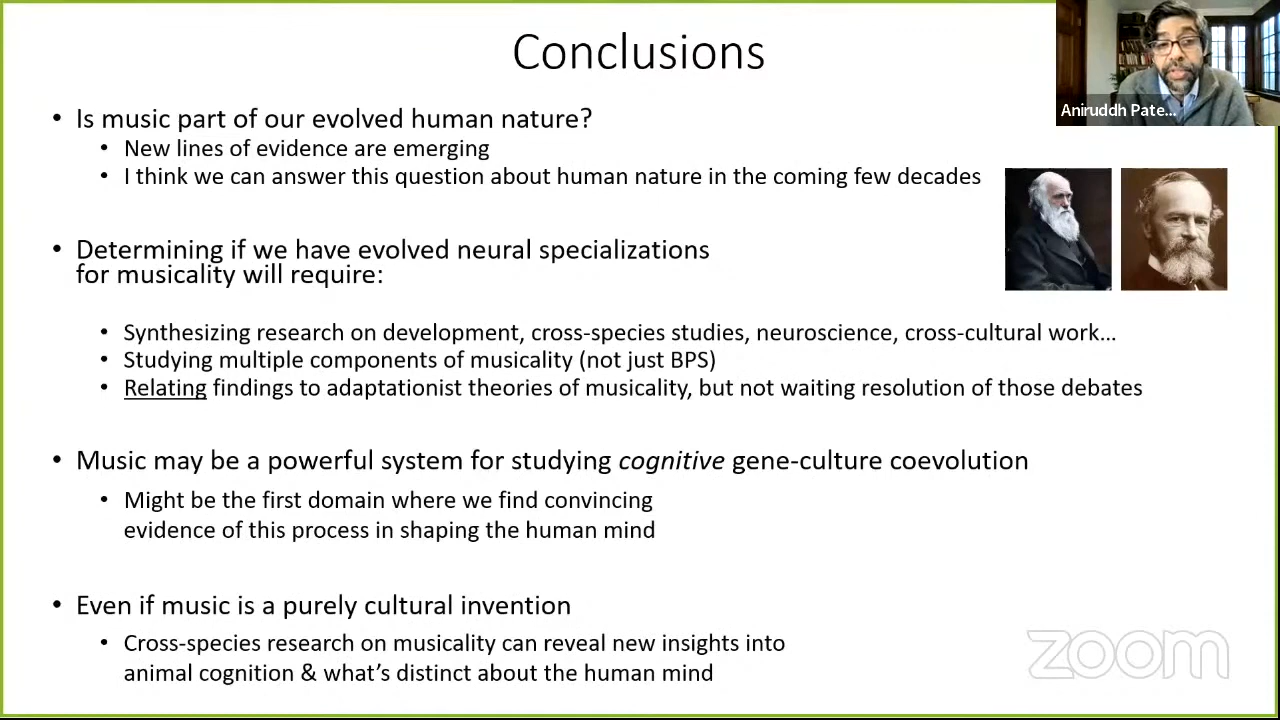 Conclusions
Aniruddh Pate...
• Is music part of our evolved human nature?
• New lines of evidence are emerging
• I think we can answer this question about human nature in the coming few decades
• Determining if we have evolved neural specializations
for musicality will require:
• Synthesizing research on development, cross-species studies, neuroscience, cross-cultural work…
• Studying multiple components of musicality (not just BPS)
• Relating findings to adaptationist theories of musicality, but not waiting resolution of those debates
• Music may be a powerful system for studying cognitive gene-culture coevolution
• Might be the first domain where we find convincing
evidence of this process in shaping the human mind
• Even if music is a purely cultural invention
• Cross-species research on musicality can reveal new insights into
animal cognition & what’s distinct about the human mind
zoom